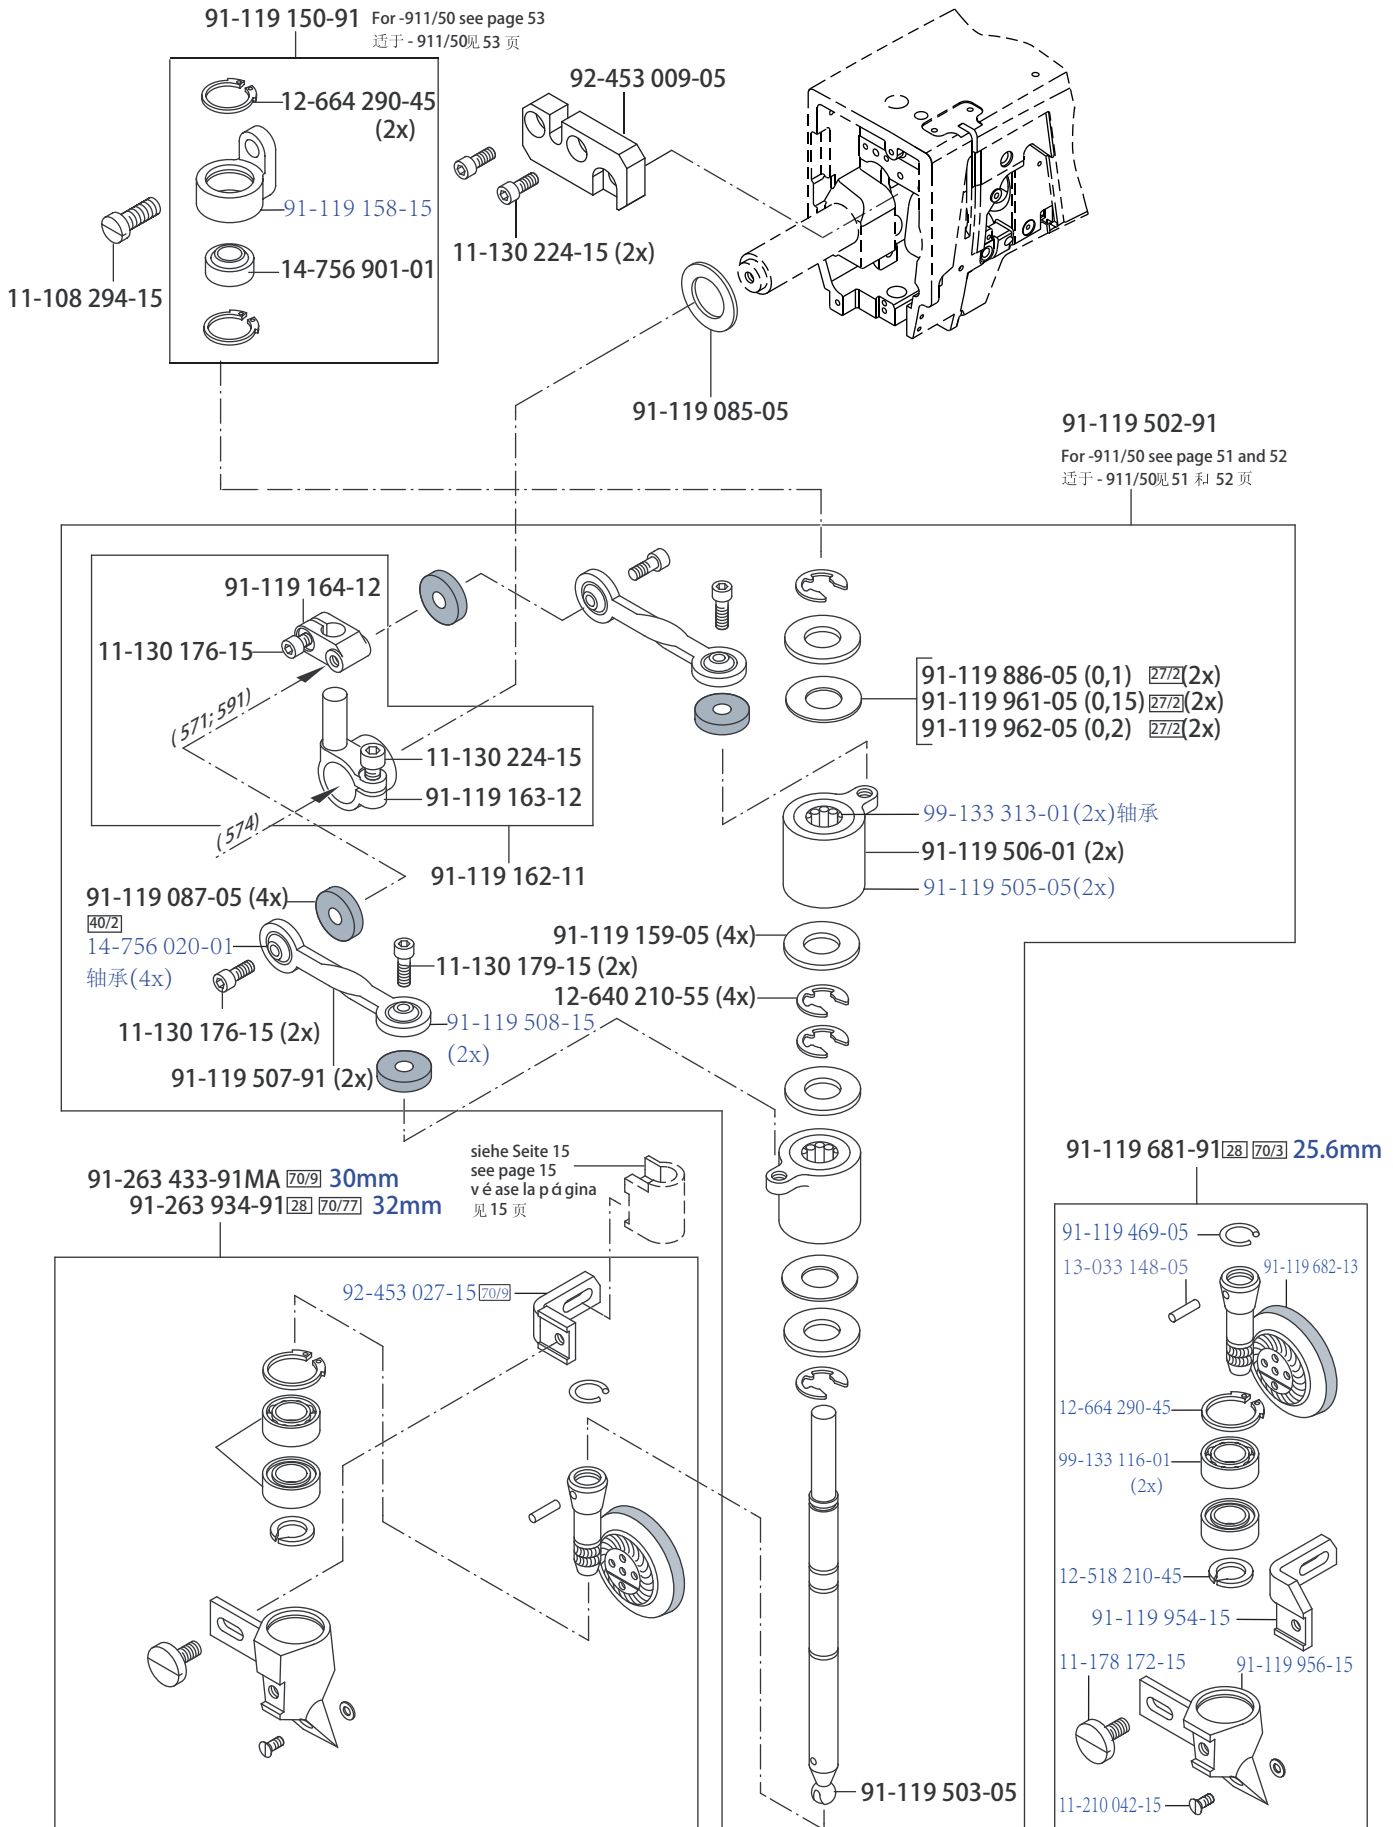 91-119 150-91 For -911/50 see page 53
适于 - 911/50见 53 页
12-664 290-45
(2x)
91-119 158-15
14-756 901-01
11-108 294-15
92-453 009-05
11-130 224-15 (2x)
91-119 085-05
91-119 502-91
For -911/50 see page 51 and 52
适于 - 911/50见 51 和 52 页
91-119 164-12
11-130 176-15
(571; 591)
11-130 224-15
91-119 163-12
(574)
91-119 162-11
91-119 886-05 (0,1) 27/2 (2x)
91-119 961-05 (0,15) 27/2 (2x)
91-119 962-05 (0,2) 27/2 (2x)
99-133 313-01(2x)轴承
91-119 506-01 (2x)
91-119 505-05(2x)
91-119 087-05 (4x)
40/2
14-756 020-01
轴承(4x)
91-119 159-05 (4x)
11-130 179-15 (2x)
12-640 210-55 (4x)
11-130 176-15 (2x)
91-119 508-15
(2x)
91-119 507-91 (2x)
91-263 433-91MA 70/9 30mm
91-263 934-91 28 70/77 32mm
siehe Seite 15
see page 15
v é ase la p á gina
见 15 页
92-453 027-15 70/9
91-119 681-91 28 70/3 25.6mm
91-119 469-05
13-033 148-05
91-119 682-13
12-664 290-45
99-133 116-01
(2x)
12-518 210-45
91-119 954-15
11-178 172-15
91-119 956-15
11-210 042-15
91-119 503-05